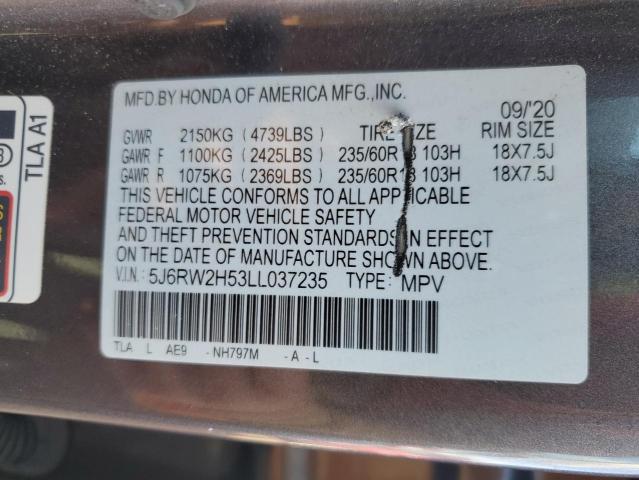 TLA A1
MFD.BY HONDA OF AMERICA MFG.,INC. 09/'20
GVWR 2150KG (4739LBS) TIRE SIZE RIM SIZE
GAWR F 1100KG (2425LBS) 235/60R18 103H 18X7.5J
GAWR R 1075KG (2369LBS) 235/60R18 103H 18X7.5J
THIS VEHICLE CONFORMS TO ALL APPLICABLE
FEDERAL MOTOR VEHICLE SAFETY
AND THEFT PREVENTION STANDARDS IN EFFECT
ON THE DATE OF MANUFACTURE SHOWN ABOVE.
V.I.N.: 5J6RW2H53LL037235 TYPE: MPV
TLA L AE9 -NH797M -A-L